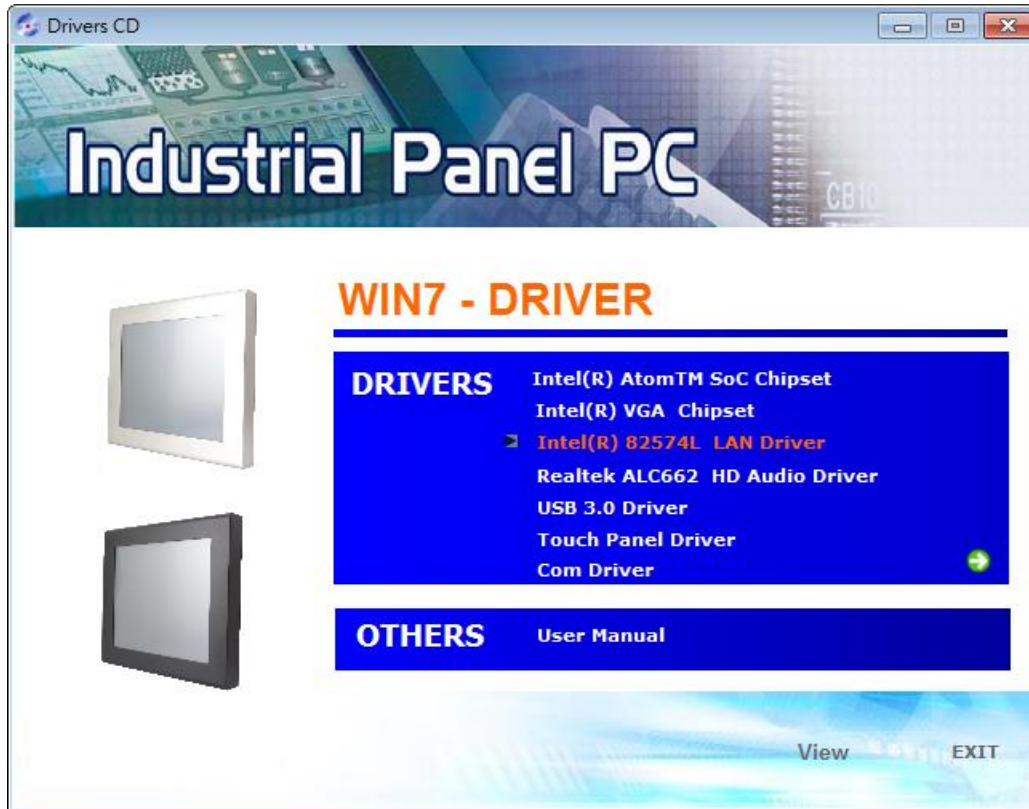 Drivers CD
Industrial Panel PC
CB10
WIN7 - DRIVER
DRIVERS
Intel(R) AtomTM SoC Chipset
Intel(R) VGA Chipset
Intel(R) 82574L LAN Driver
Realtek ALC662 HD Audio Driver
USB 3.0 Driver
Touch Panel Driver
Com Driver
OTHERS
User Manual
View
EXIT